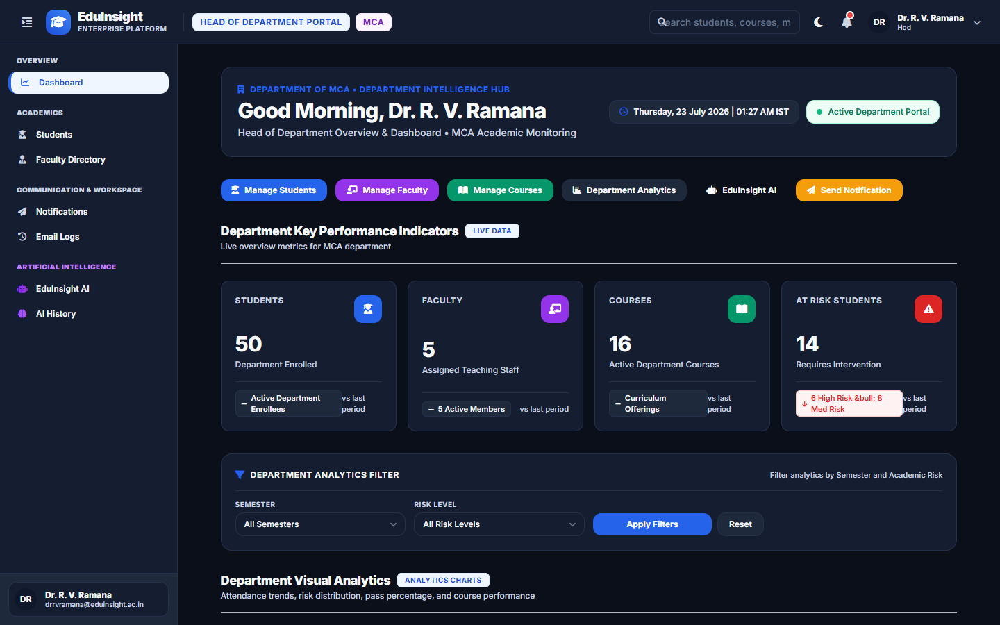 EduInsight
ENTERPRISE PLATFORM
HEAD OF DEPARTMENT PORTAL
MCA
Search students, courses, m
DR
Dr. R. V. Ramana
Hod
OVERVIEW
Dashboard
ACADEMICS
Students
Faculty Directory
COMMUNICATION & WORKSPACE
Notifications
Email Logs
ARTIFICIAL INTELLIGENCE
EduInsight AI
AI History
DR
Dr. R. V. Ramana
drrvramana@eduinsight.ac.in
DEPARTMENT OF MCA • DEPARTMENT INTELLIGENCE HUB
Good Morning, Dr. R. V. Ramana
Head of Department Overview & Dashboard • MCA Academic Monitoring
Thursday, 23 July 2026 | 01:27 AM IST
Active Department Portal
Manage Students
Manage Faculty
Manage Courses
Department Analytics
EduInsight AI
Send Notification
Department Key Performance Indicators
LIVE DATA
Live overview metrics for MCA department
STUDENTS
50
Department Enrolled
Active Department
Enrollees
vs last
period
FACULTY
5
Assigned Teaching Staff
5 Active Members
vs last period
COURSES
16
Active Department Courses
Curriculum
Offerings
vs last
period
AT RISK STUDENTS
14
Requires Intervention
6 High Risk &bull; 8
Med Risk
vs last
period
DEPARTMENT ANALYTICS FILTER
Filter analytics by Semester and Academic Risk
SEMESTER
All Semesters
RISK LEVEL
All Risk Levels
Apply Filters
Reset
Department Visual Analytics
ANALYTICS CHARTS
Attendance trends, risk distribution, pass percentage, and course performance